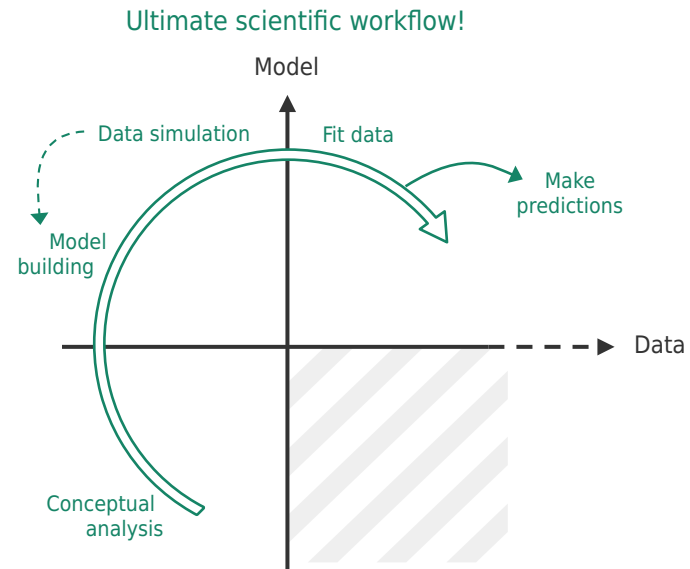 Ultimate scientific workflow!
Model
Data simulation
Fit data
Make
predictions
Model
building
Data
Conceptual
analysis